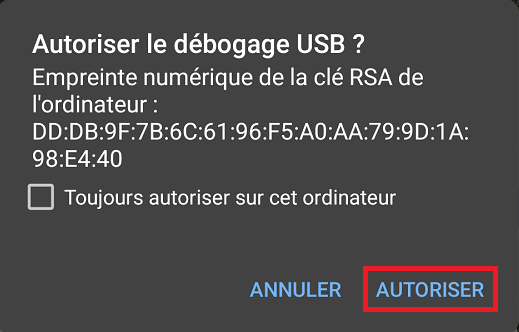 Autoriser le débogage USB ?
Empreinte numérique de la clé RSA de
l'ordinateur :
DD:DB:9F:7B:6C:61:96:F5:A0:AA:79:9D:1A:
98:E4:40
Toujours autoriser sur cet ordinateur
ANNULER AUTORISER